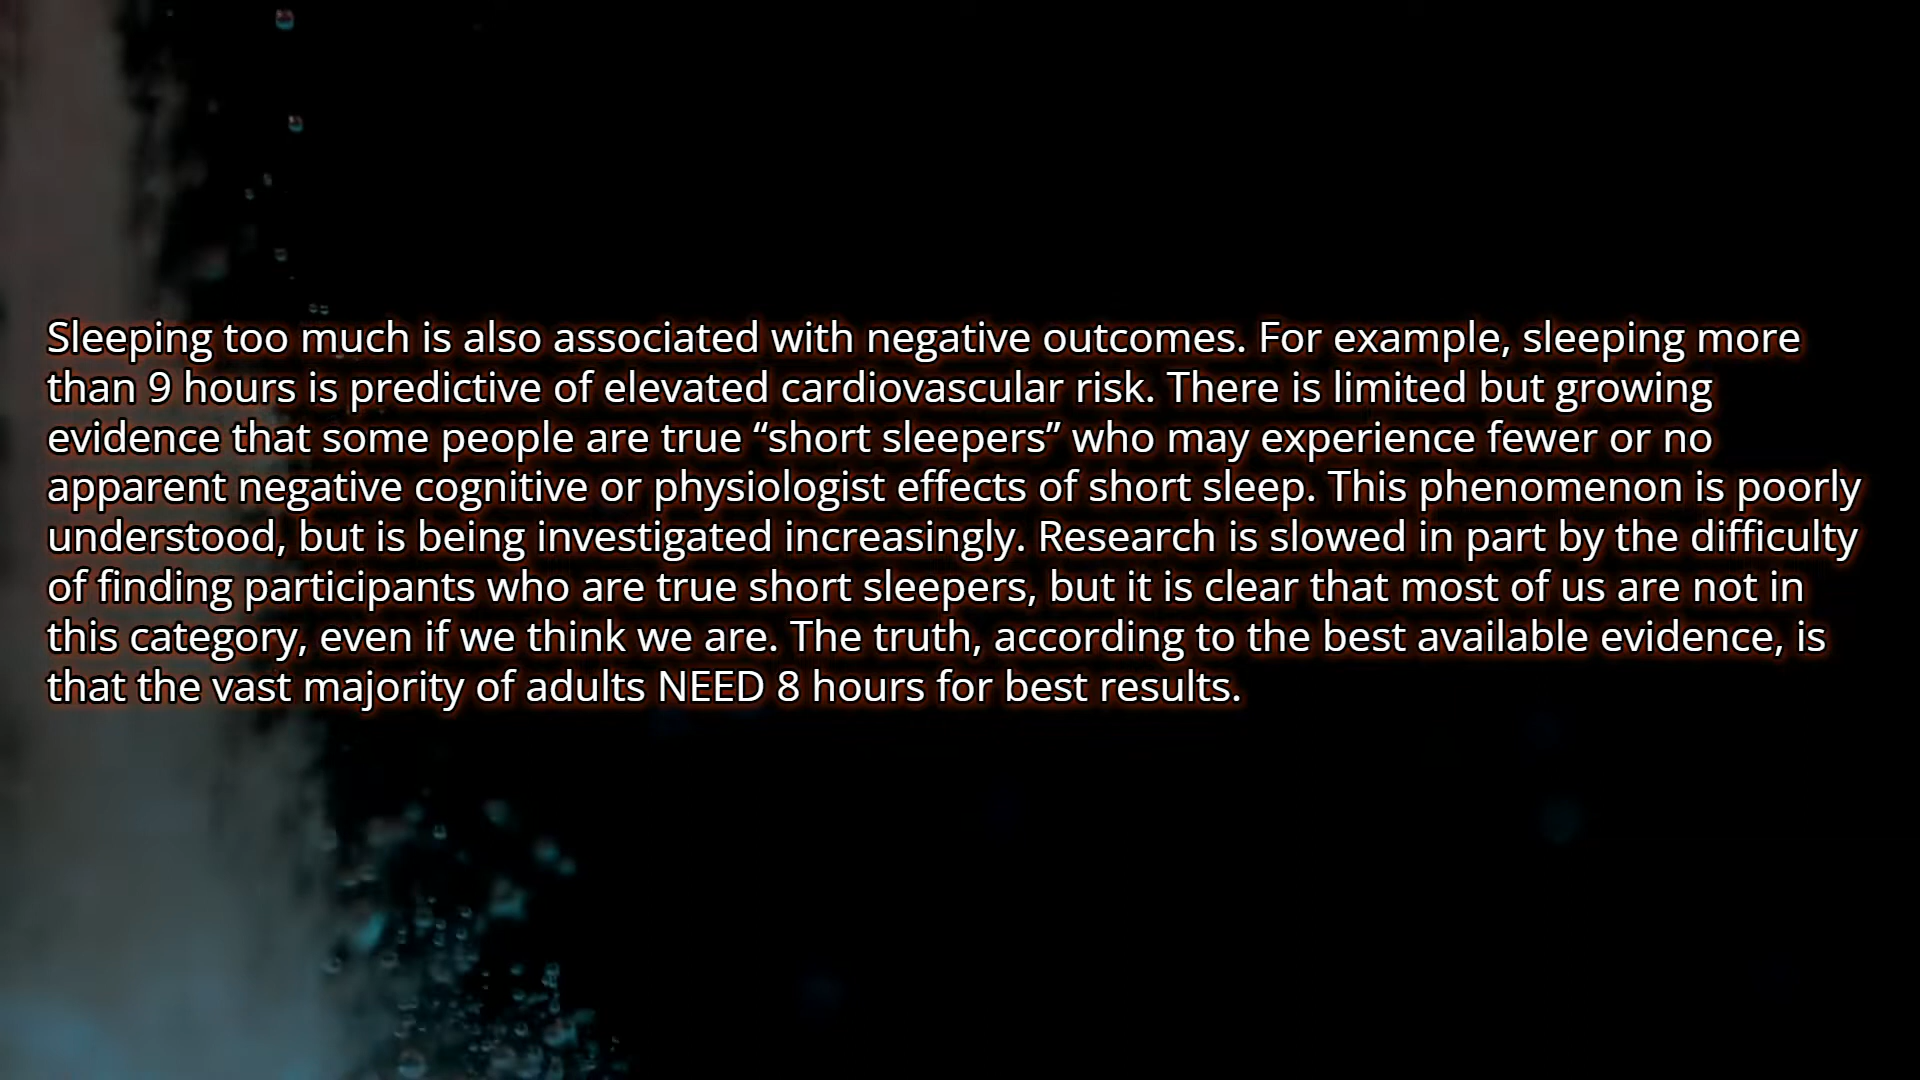 Sleeping too much is also associated with negative outcomes. For example, sleeping more
than 9 hours is predictive of elevated cardiovascular risk. There is limited but growing
evidence that some people are true “short sleepers” who may experience fewer or no
apparent negative cognitive or physiologist effects of short sleep. This phenomenon is poorly
understood, but is being investigated increasingly. Research is slowed in part by the difficulty
of finding participants who are true short sleepers, but it is clear that most of us are not in
this category, even if we think we are. The truth, according to the best available evidence, is
that the vast majority of adults NEED 8 hours for best results.